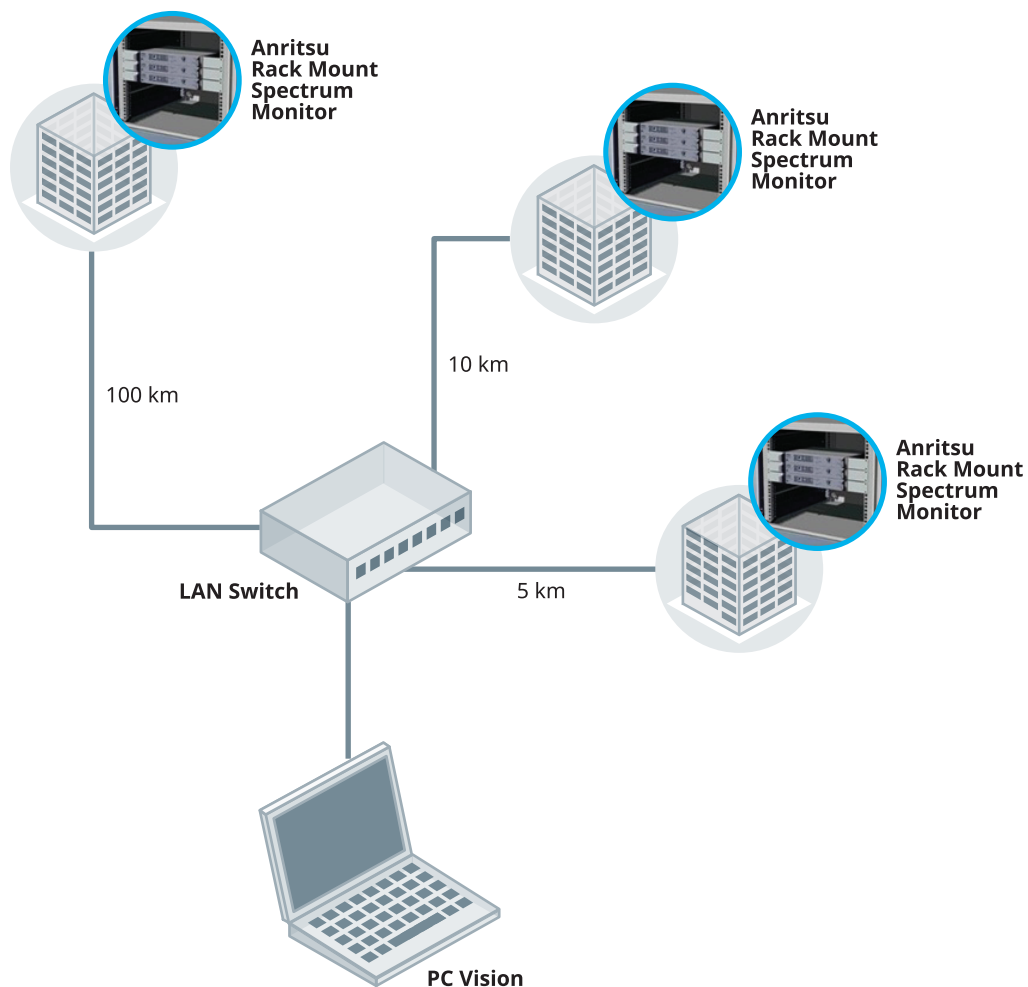 Anritsu
Rack Mount
Spectrum
Monitor
Anritsu
Rack Mount
Spectrum
Monitor
10 km
100 km
Anritsu
Rack Mount
Spectrum
Monitor
LAN Switch
5 km
PC Vision